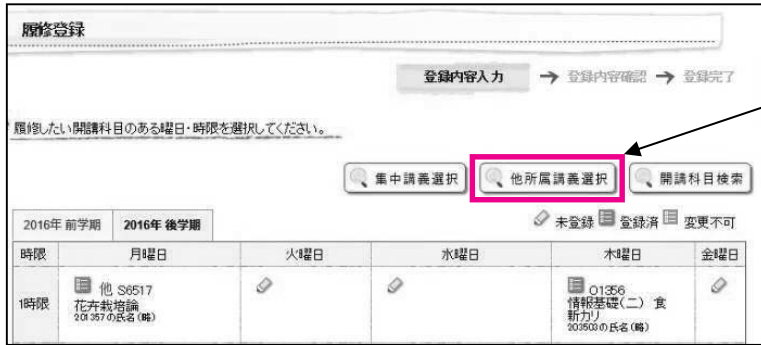 履修登録
登録内容入力 → 登録内容確認 → 登録完了
履修したい開講科目のある曜日・時限を選択してください。
集中講義選択 他所属講義選択 開講科目検索
2016年 前学期 2016年 後学期 未登録 登録済 変更不可
時限 月曜日 火曜日 水曜日 木曜日 金曜日
1時限
他 S6517
花卉栽培論
201357の氏名(略)
O1356
情報基礎(二) 食
新カリ
203503の氏名(略)